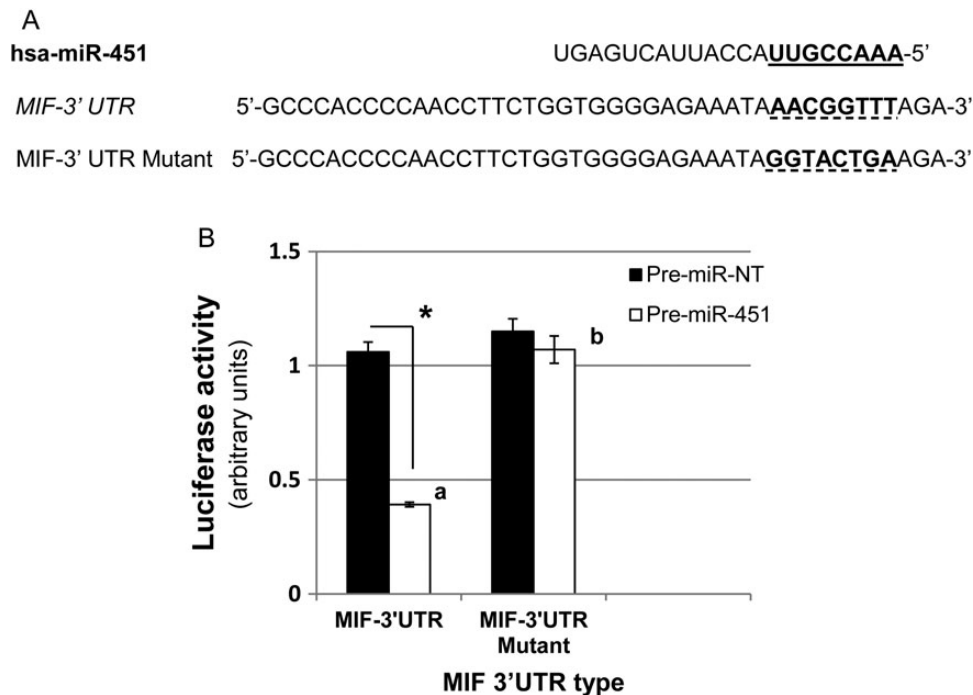 A
hsa-miR-451 UGAGUCAUUACCAUUGCCAAA-5’
MIF-3’ UTR 5’-GCCCACCCCAACCTTCTGGTGGGGAGAAATAAACGGTTTAGA-3’
MIF-3’ UTR Mutant 5’-GCCCACCCCAACCTTCTGGTGGGGAGAAATAGGTACTGAAGA-3’
B
1.5
1
0.5
0
Luciferase activity
(arbitrary units)
Pre-miR-NT
Pre-miR-451
*
a
b
MIF-3'UTR
MIF-3'UTR
Mutant
MIF 3’UTR type